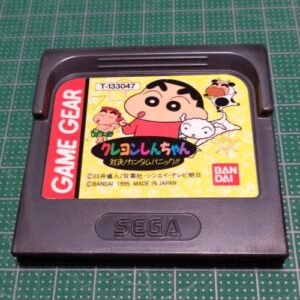 T-133047
GAME GEAR
クレヨンしんちゃん
対決!カンタムパニック!!
BANDAI
©臼井儀人/双葉社・シンエイ・テレビ朝日
©BANDAI 1995 MADE IN JAPAN
SEGA